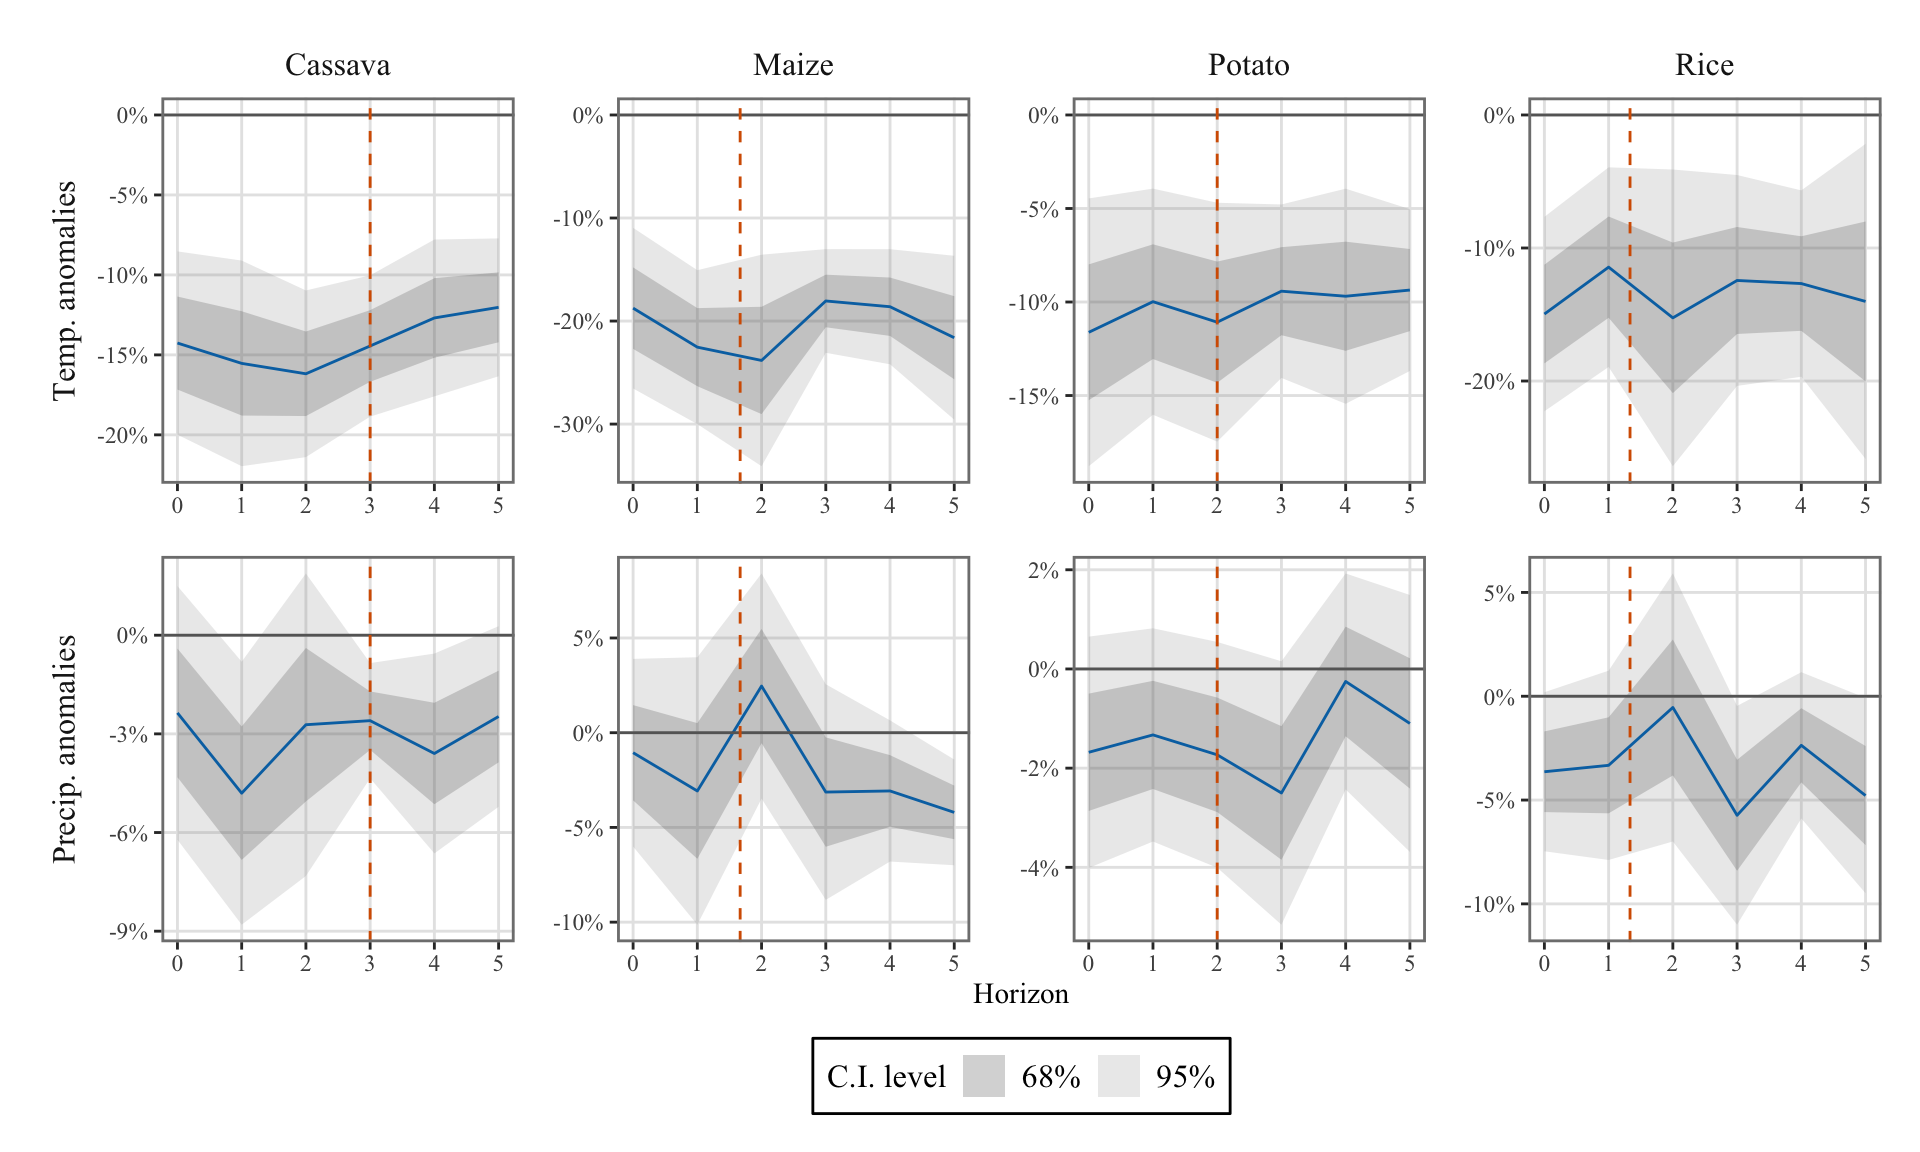 Cassava Maize Potato Rice
Temp. anomalies
0% 0% 0% 0%
-5% -10% -5% -10%
-10% -20% -10% -20%
-15% -30% -15%
-20%
0 1 2 3 4 5 0 1 2 3 4 5 0 1 2 3 4 5 0 1 2 3 4 5
Precip. anomalies
0% 5% 2% 5%
-3% 0% 0% 0%
-6% -5% -2% -5%
-9% -10% -4% -10%
0 1 2 3 4 5 0 1 2 3 4 5 0 1 2 3 4 5 0 1 2 3 4 5
Horizon
C.I. level 68% 95%